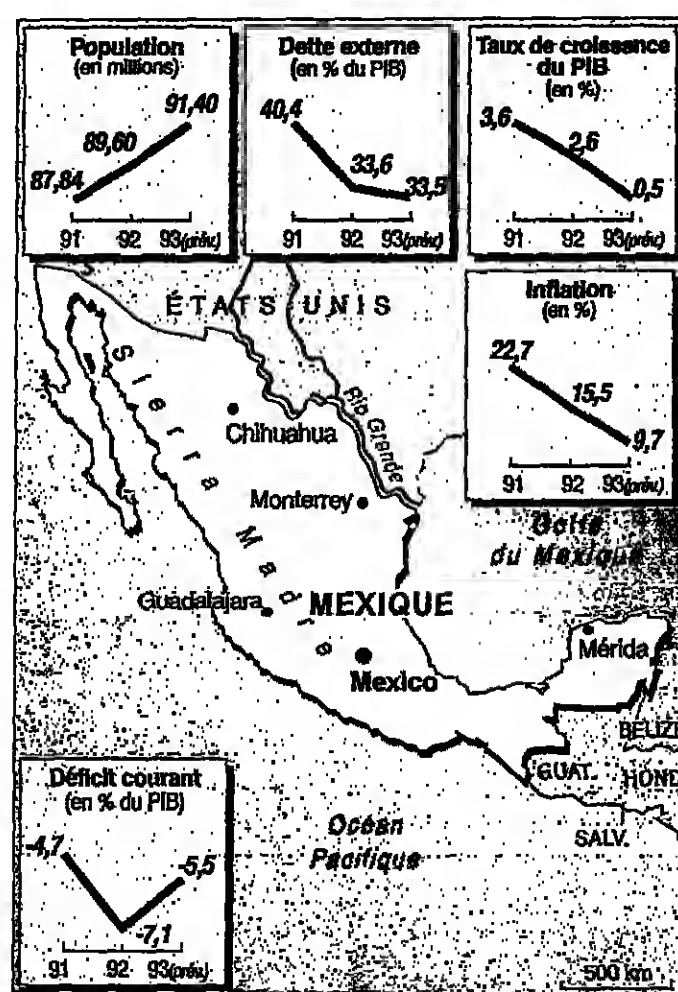 Population
(en millions)
91,40
89,60
87,84
91 92 93(prév.)
Dette externe
(en % du PIB)
40,4
33,6
33,5
91 92 93(prév.)
Taux de croissance
du PIB
(en %)
3,6
2,6
0,5
91 92 93(prév.)
Inflation
(en %)
22,7
15,5
9,7
91 92 93(prév.)
ÉTATS UNIS
Sierra Madre
Rio Grande
Chihuahua
Monterrey
Golfe
du Mexique
Guadalajara
MEXIQUE
Mexico
Mérida
BELIZE
GUAT.
HOND
SALV.
Océan
Pacifique
Déficit courant
(en % du PIB)
-4,7
-5,5
-7,1
91 92 93(prév.)
500 km